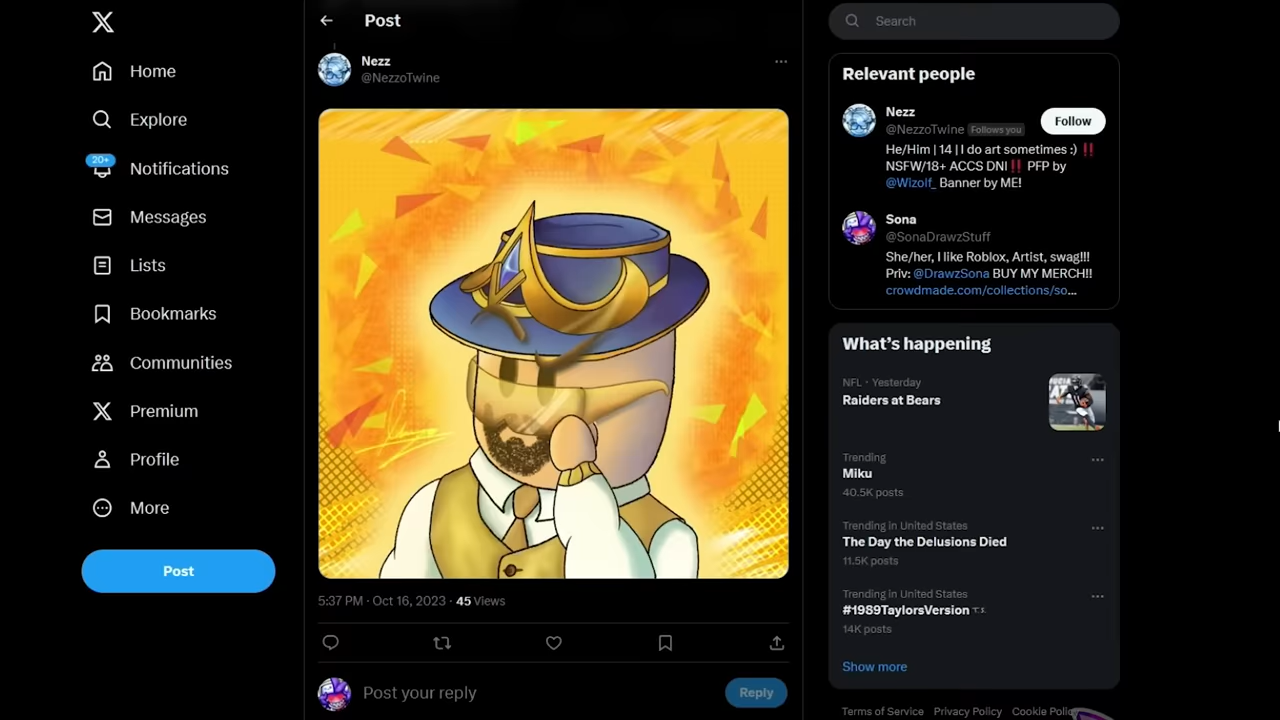 Home
Explore
20+
Notifications
Messages
Lists
Bookmarks
Communities
Premium
Profile
More
Post
Post
Nezz
@NezzoTwine
5:37 PM · Oct 16, 2023 · 45 Views
Post your reply
Reply
Search
Relevant people
Nezz
@NezzoTwine Follows you
Follow
He/Him | 14 | I do art sometimes :) ‼️
NSFW/18+ ACCS DNI‼️ PFP by
@Wizolf_ Banner by ME!
Sona
@SonaDrawzStuff
She/her, I like Roblox, Artist, swag!!!
Priv: @DrawzSona BUY MY MERCH!!
crowdmade.com/collections/so…
What's happening
NFL · Yesterday
Raiders at Bears
Trending
Miku
40.5K posts
Trending in United States
The Day the Delusions Died
11.5K posts
Trending in United States
#1989TaylorsVersion
14K posts
Show more
Terms of Service Privacy Policy Cookie Policy